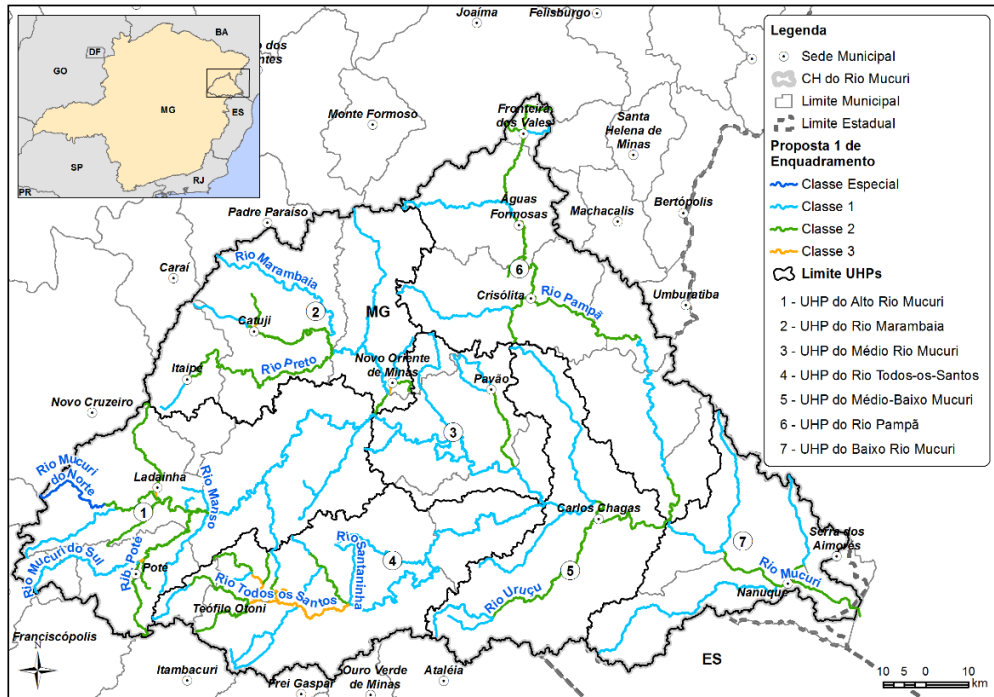 BA
DF
GO
MG
ES
SP
RJ
PR
Joaíma
Felisburgo
o dos
ntes
Monte Formoso
Fronteira
dos Vales
Santa
Helena de
Minas
Águas
Formosas
Machacalis
Bertópolis
Padre Paraíso
Caraí
Rio Marambaia
2
MG
6
Crisólita
Rio Pampã
Umburatiba
Catuji
Itaipé
Rio Preto
Novo Oriente
de Minas
Pavão
Novo Cruzeiro
3
Rio Mucuri
do Norte
Ladainha
Rio Manso
1
Carlos Chagas
Rio Mucuri do Sul
Rib. Poté
Poté
Rio Santaninha
4
7
Serra dos
Aimorés
Rio Todos os Santos
Teófilo Otoni
Rio Uruçu
5
Rio Mucuri
Nanuque
Franciscópolis
N
Itambacuri
Frei Gaspar
Ouro Verde
de Minas
Ataléia
ES
10 5 0 10
km
Legenda
Sede Municipal
CH do Rio Mucuri
Limite Municipal
Limite Estadual
Proposta 1 de
Enquadramento
Classe Especial
Classe 1
Classe 2
Classe 3
Limite UHPs
1 - UHP do Alto Rio Mucuri
2 - UHP do Rio Marambaia
3 - UHP do Médio Rio Mucuri
4 - UHP do Rio Todos-os-Santos
5 - UHP do Médio-Baixo Mucuri
6 - UHP do Rio Pampã
7 - UHP do Baixo Rio Mucuri